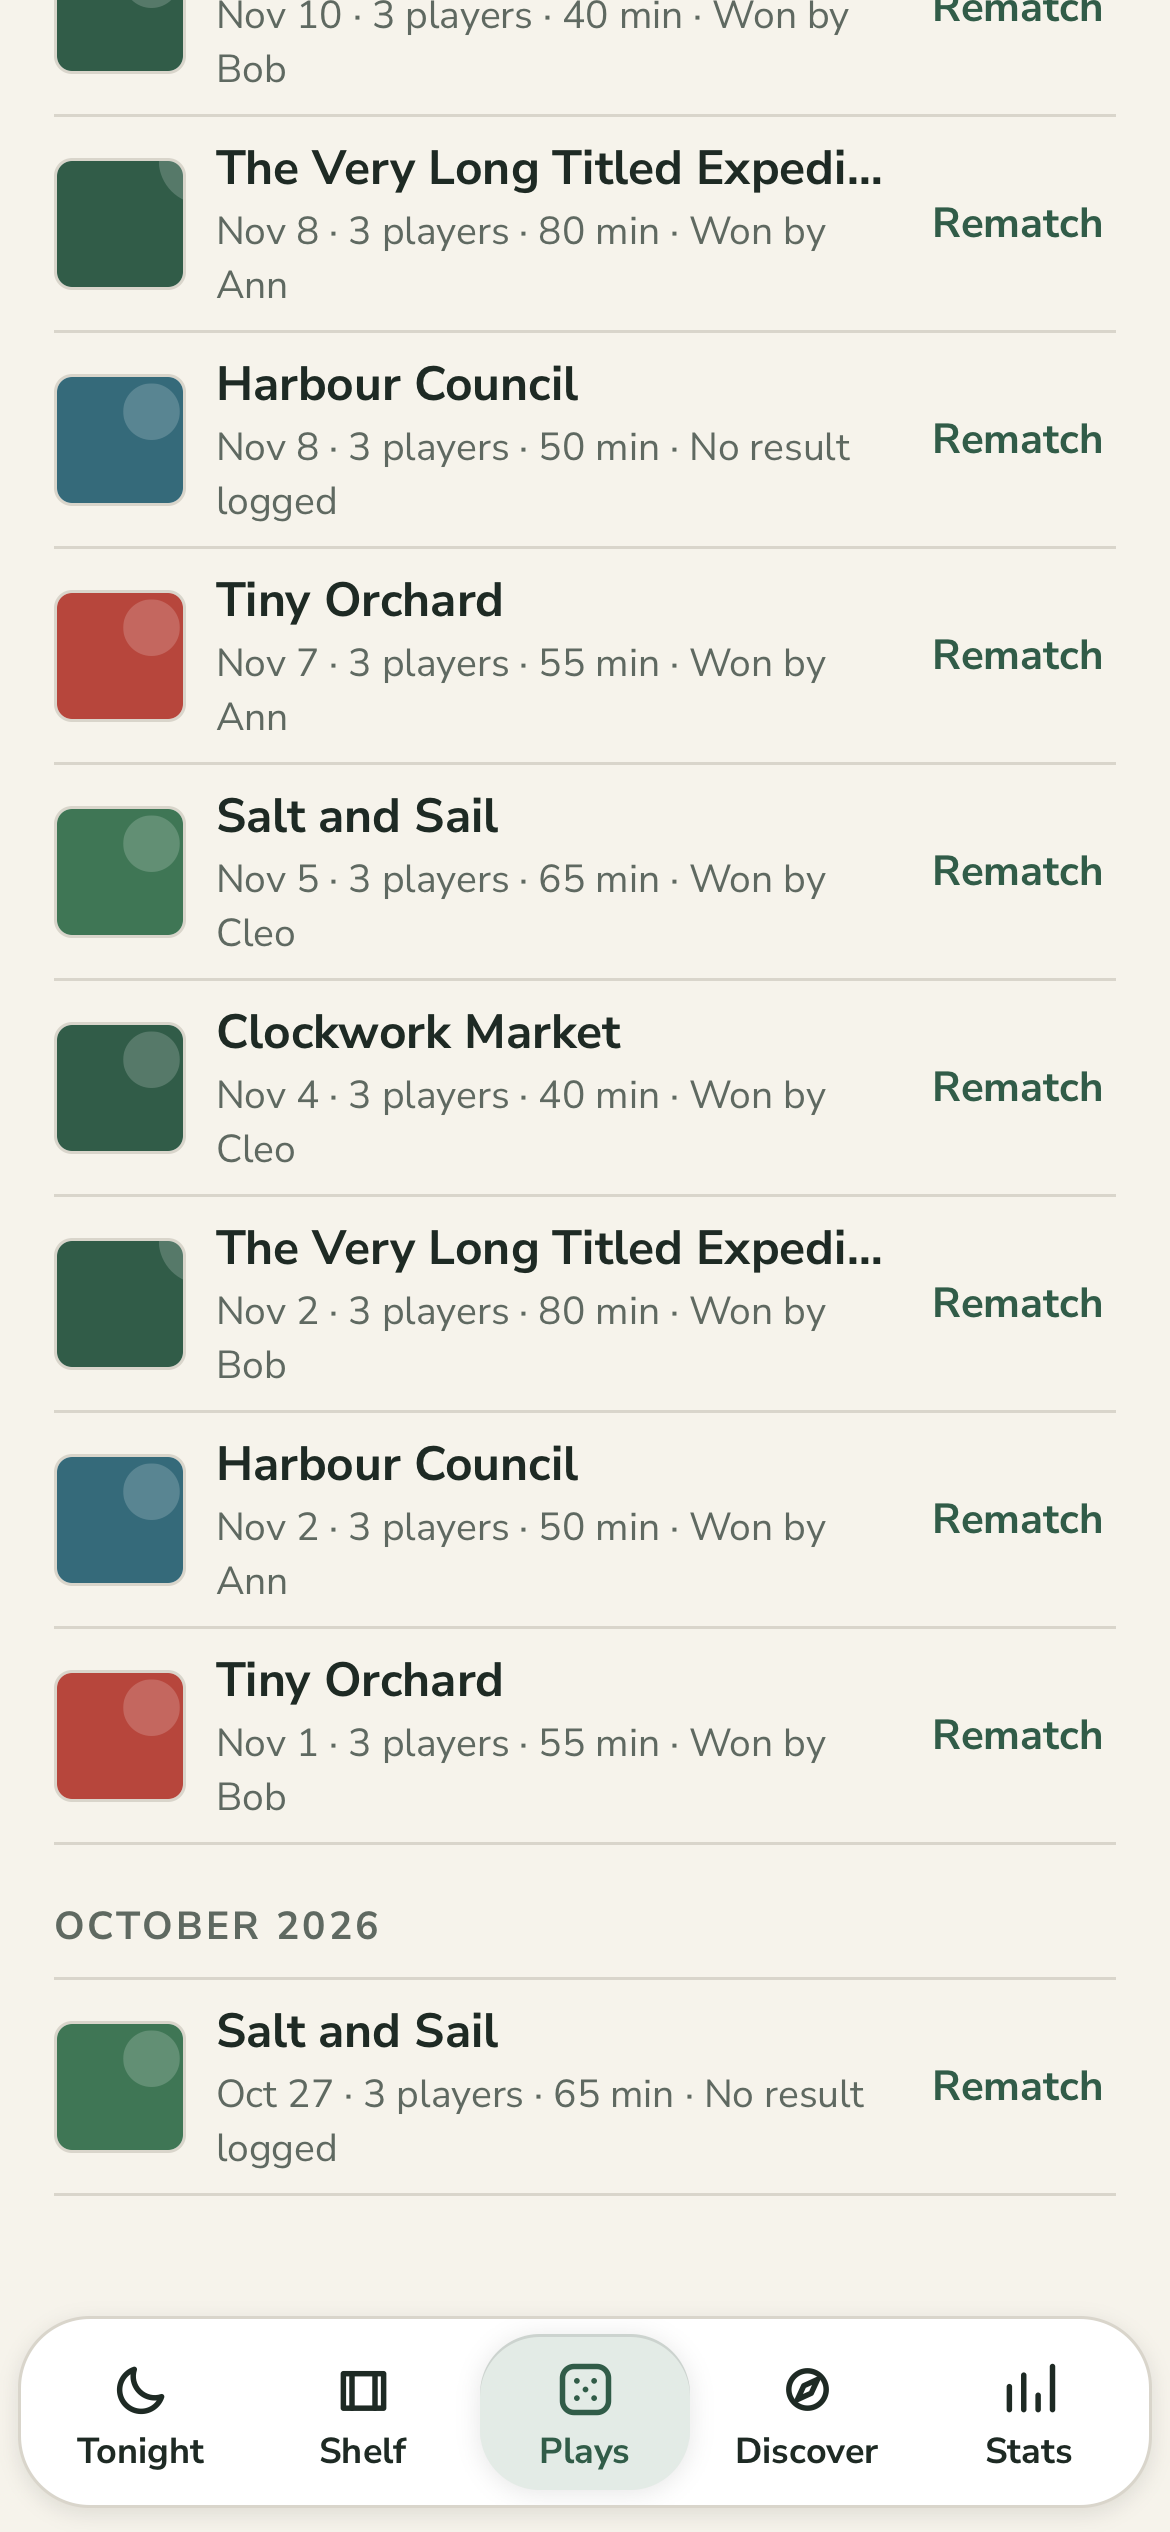 Nov 10 · 3 players · 40 min · Won by
Bob
Rematch
The Very Long Titled Expedi...
Nov 8 · 3 players · 80 min · Won by
Ann
Rematch
Harbour Council
Nov 8 · 3 players · 50 min · No result
logged
Rematch
Tiny Orchard
Nov 7 · 3 players · 55 min · Won by
Ann
Rematch
Salt and Sail
Nov 5 · 3 players · 65 min · Won by
Cleo
Rematch
Clockwork Market
Nov 4 · 3 players · 40 min · Won by
Cleo
Rematch
The Very Long Titled Expedi...
Nov 2 · 3 players · 80 min · Won by
Bob
Rematch
Harbour Council
Nov 2 · 3 players · 50 min · Won by
Ann
Rematch
Tiny Orchard
Nov 1 · 3 players · 55 min · Won by
Bob
Rematch
OCTOBER 2026
Salt and Sail
Oct 27 · 3 players · 65 min · No result
logged
Rematch
Tonight
Shelf
Plays
Discover
Stats